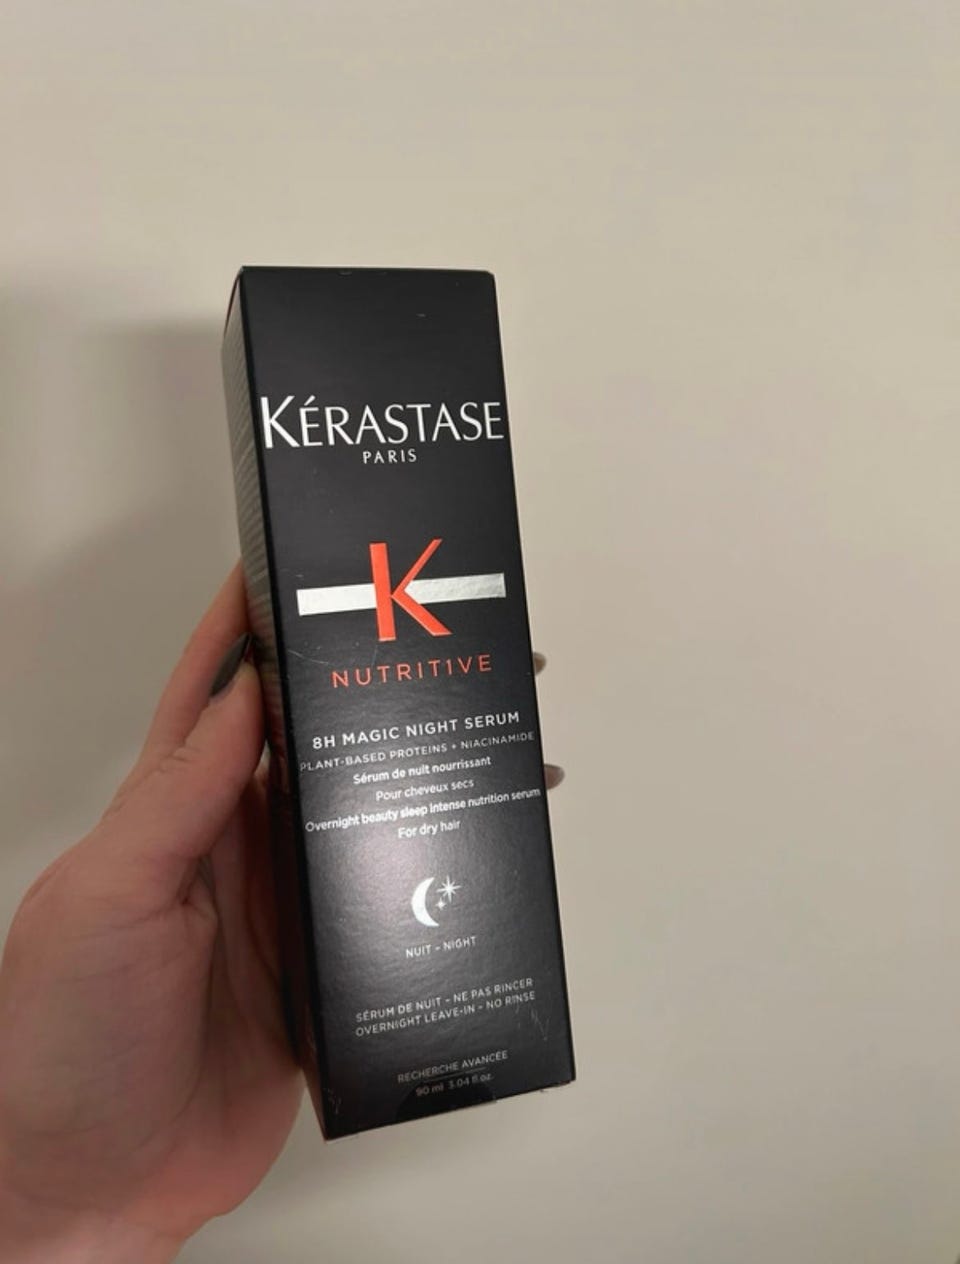 KÉRASTASE
PARIS
K
NUTRITIVE
8H MAGIC NIGHT SERUM
PLANT-BASED PROTEINS + NIACINAMIDE
Sérum de nuit nourrissant
Pour cheveux secs
Overnight beauty sleep intense nutrition serum
For dry hair
NUIT - NIGHT
SÉRUM DE NUIT - NE PAS RINCER
OVERNIGHT LEAVE-IN - NO RINSE
RECHERCHE AVANCÉE
90 ml 3.04 fl.oz.